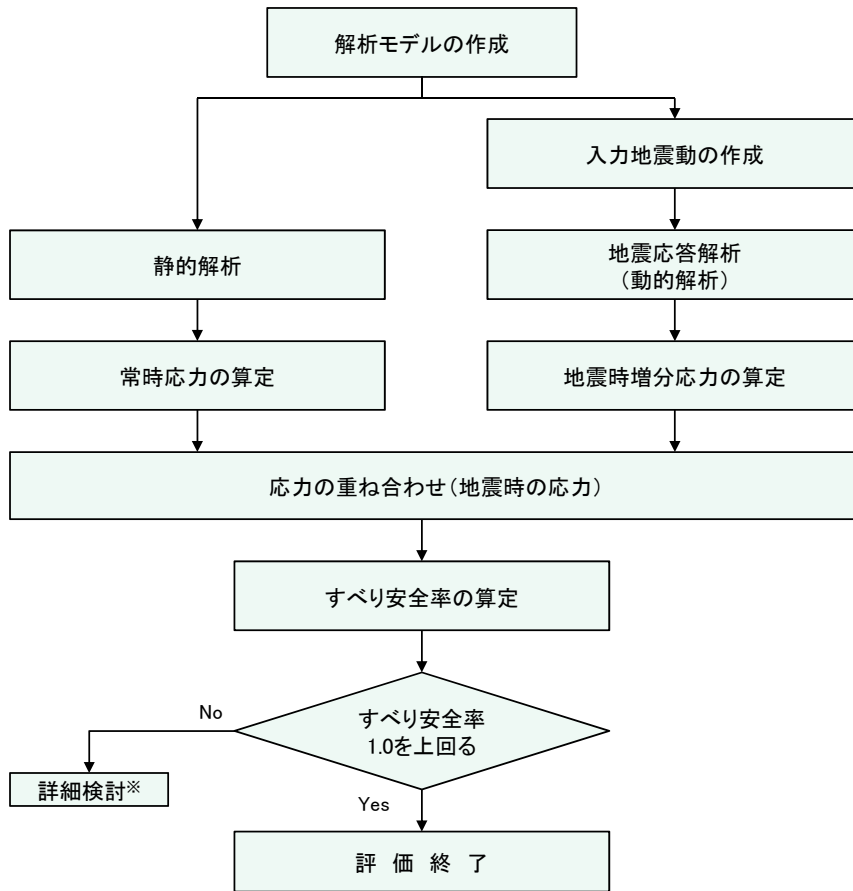 解析モデルの作成
入力地震動の作成
静的解析
地震応答解析
(動的解析)
常時応力の算定
地震時増分応力の算定
応力の重ね合わせ(地震時の応力)
すべり安全率の算定
すべり安全率
1.0を上回る
No
詳細検討※
Yes
評 価 終 了